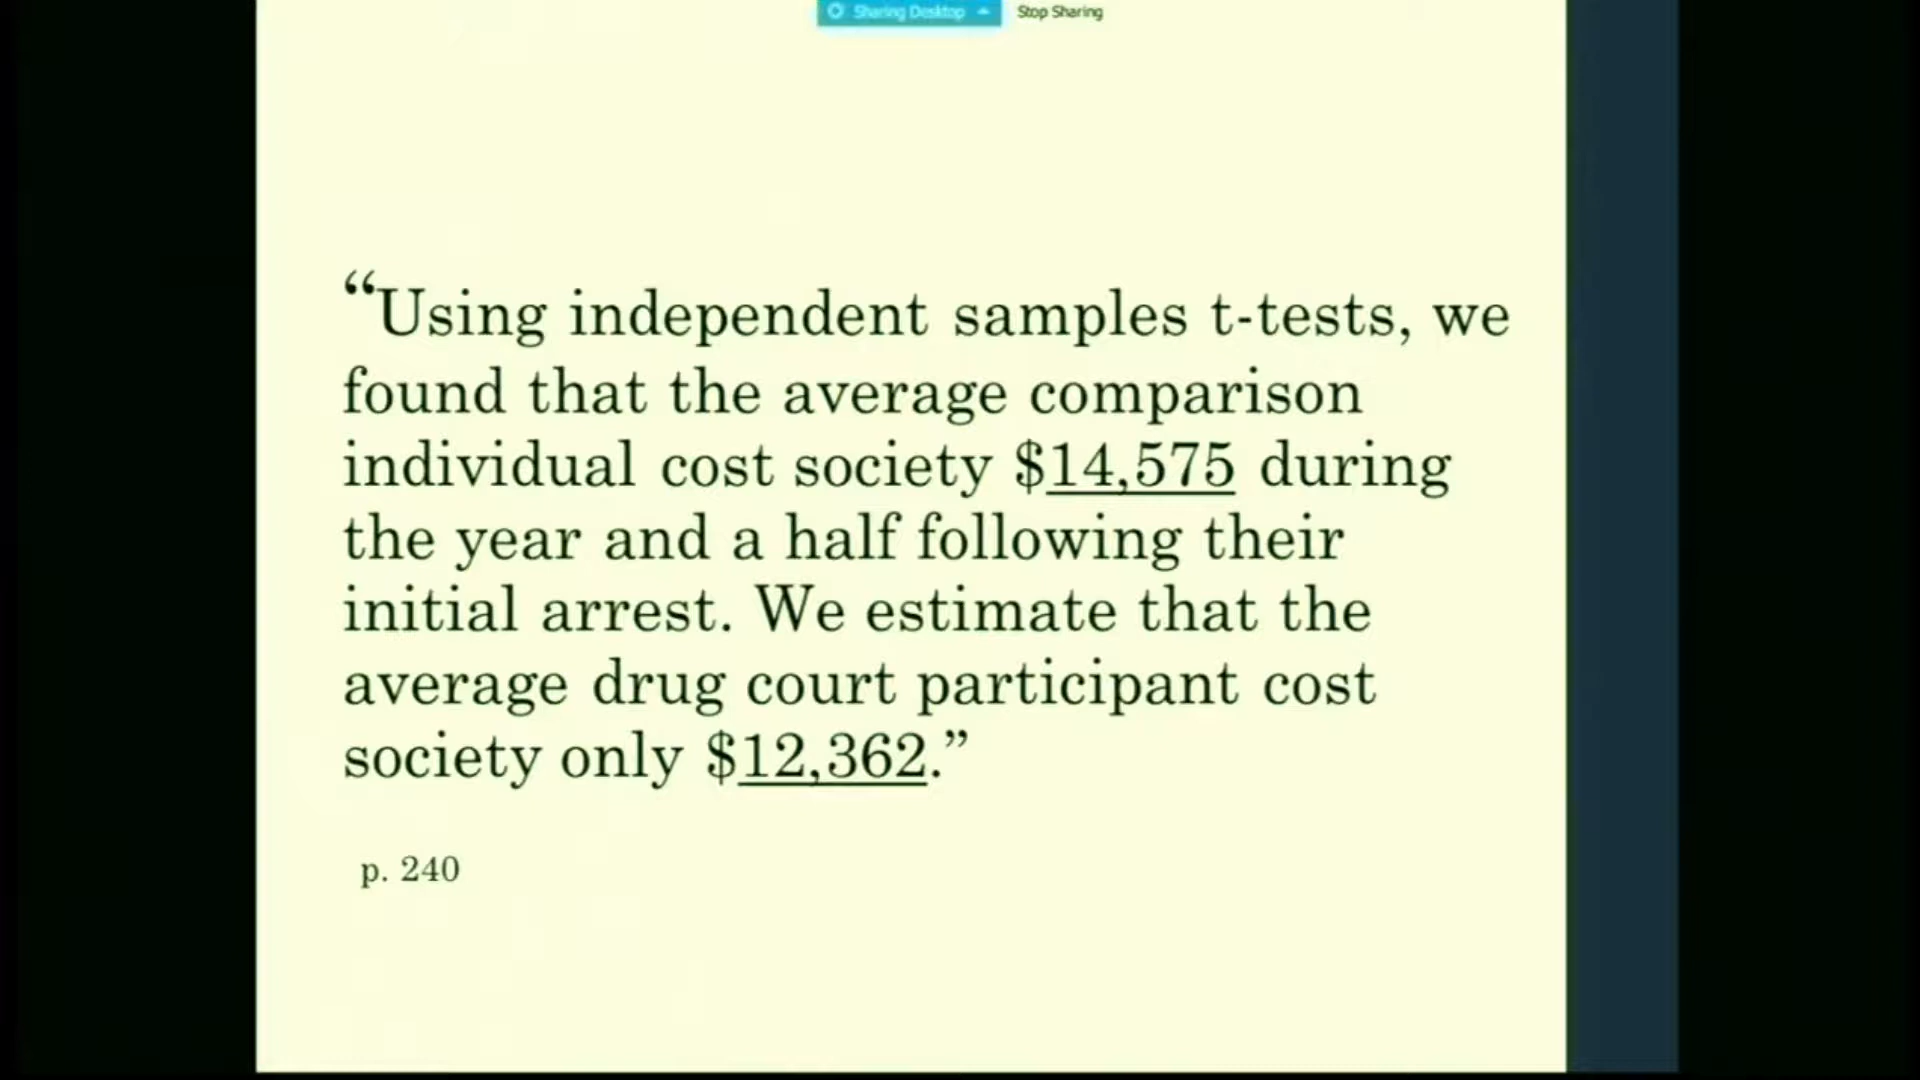 Sharing Desktop Stop Sharing
“Using independent samples t-tests, we
found that the average comparison
individual cost society $14,575 during
the year and a half following their
initial arrest. We estimate that the
average drug court participant cost
society only $12,362.”
p. 240